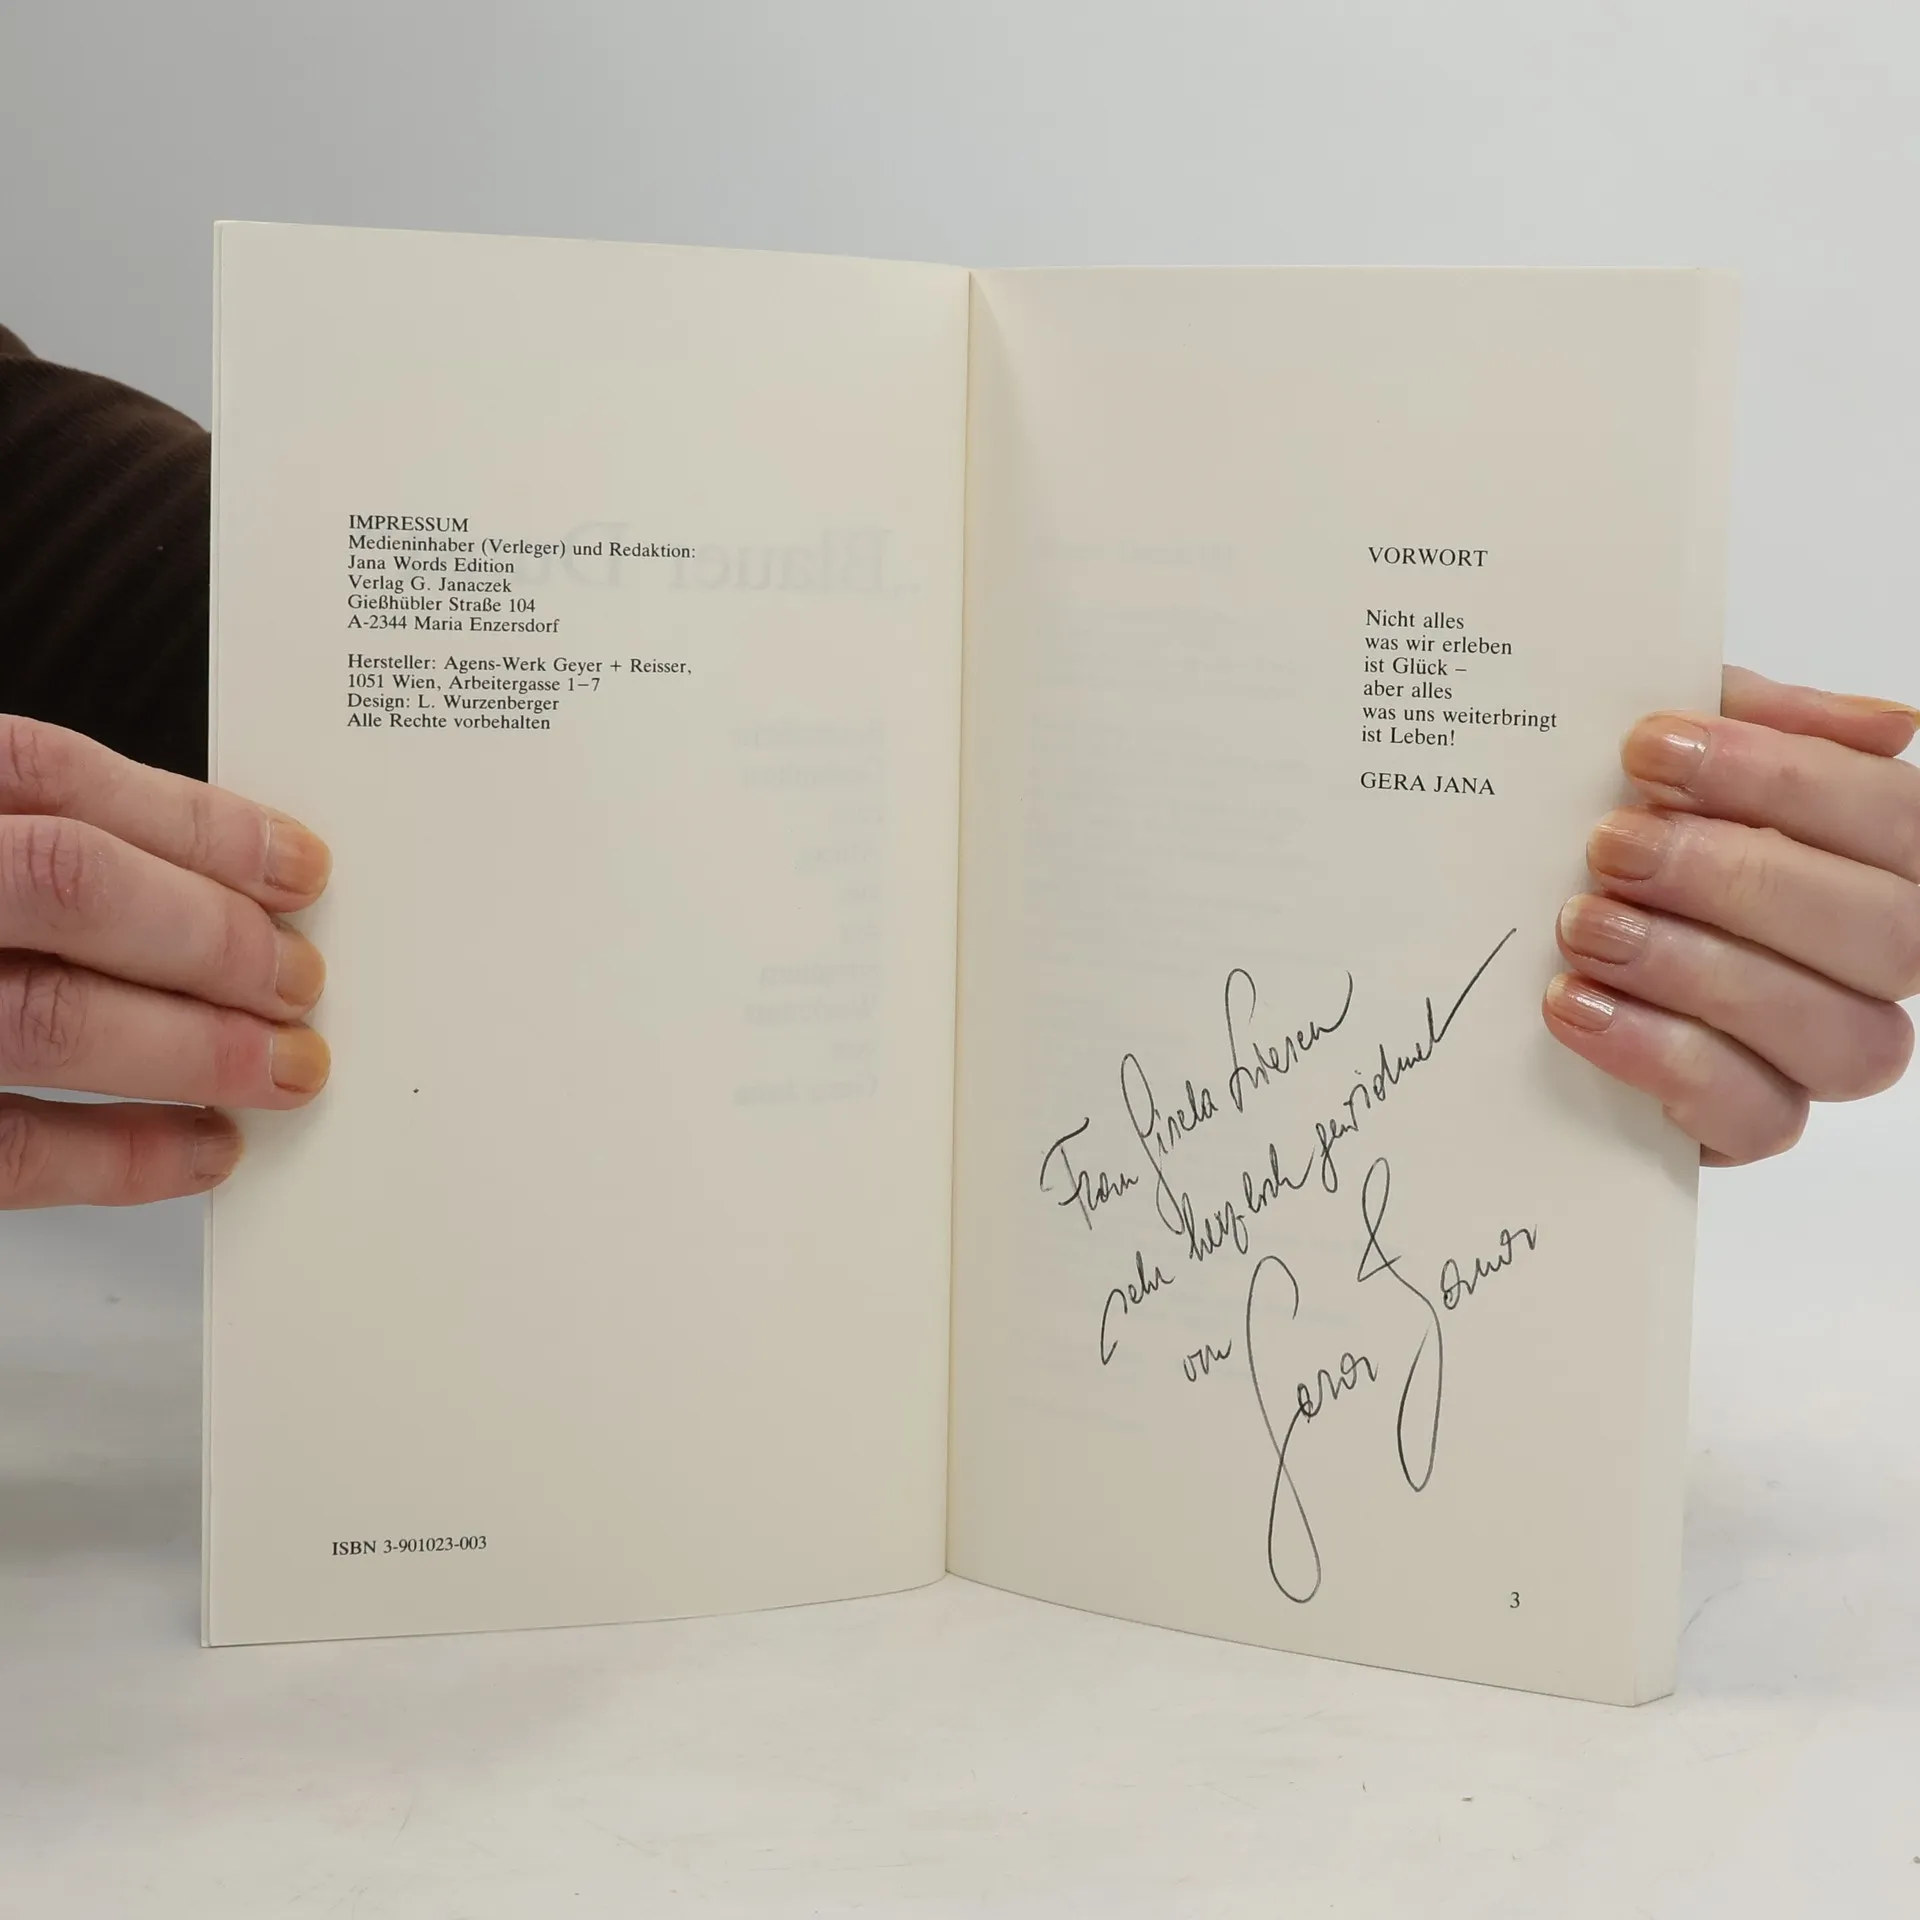 IMPRESSUM
Medieninhaber (Verleger) und Redaktion:
Jana Words Edition
Verlag G. Janaczek
Gießhübler Straße 104
A-2344 Maria Enzersdorf
Hersteller: Agens-Werk Geyer + Reisser,
1051 Wien, Arbeitergasse 1–7
Design: L. Wurzenberger
Alle Rechte vorbehalten
ISBN 3-901023-003
VORWORT
Nicht alles
was wir erleben
ist Glück –
aber alles
was uns weiterbringt
ist Leben!
GERA JANA
Frau Gisela
sehr herzlich gewidmet
von Gera Jana
3